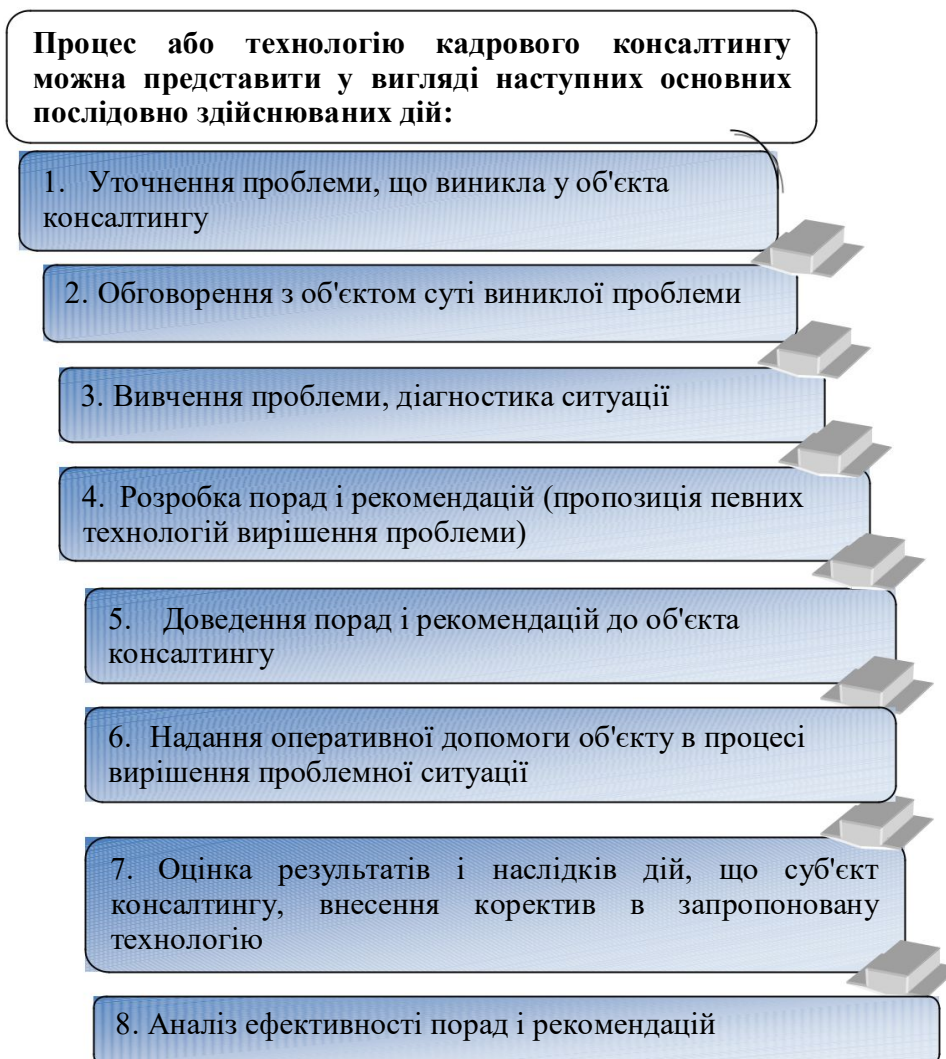 Процес або технологію кадрового консалтингу
можна представити у вигляді наступних основних
послідовно здійснюваних дій:
1. Уточнення проблеми, що виникла у об'єкта
консалтингу
2. Обговорення з об'єктом суті виниклої проблеми
3. Вивчення проблеми, діагностика ситуації
4. Розробка порад і рекомендацій (пропозиція певних
технологій вирішення проблеми)
5. Доведення порад і рекомендацій до об'єкта
консалтингу
6. Надання оперативної допомоги об'єкту в процесі
вирішення проблемної ситуації
7. Оцінка результатів і наслідків дій, що суб'єкт
консалтингу, внесення коректив в запропоновану
технологію
8. Аналіз ефективності порад і рекомендацій